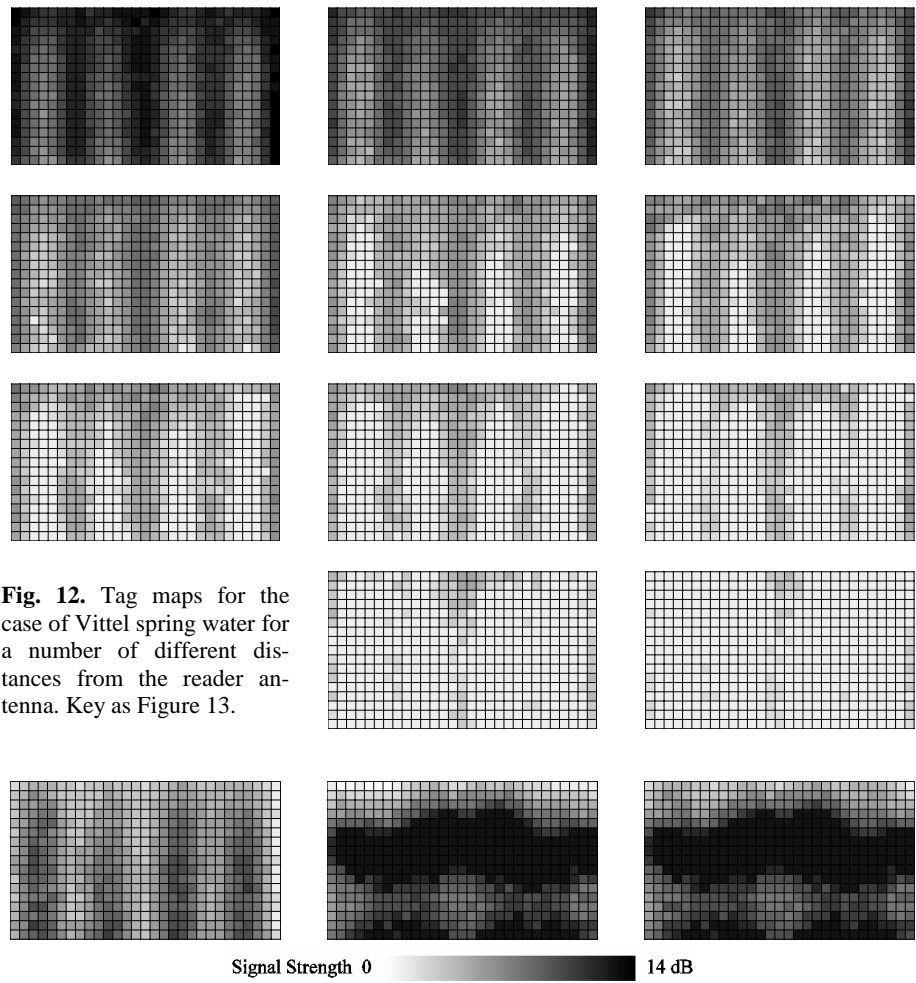 Fig. 12. Tag maps for the
case of Vittel spring water for
a number of different dis-
tances from the reader an-
tenna. Key as Figure 13.
Signal Strength 0 14 dB